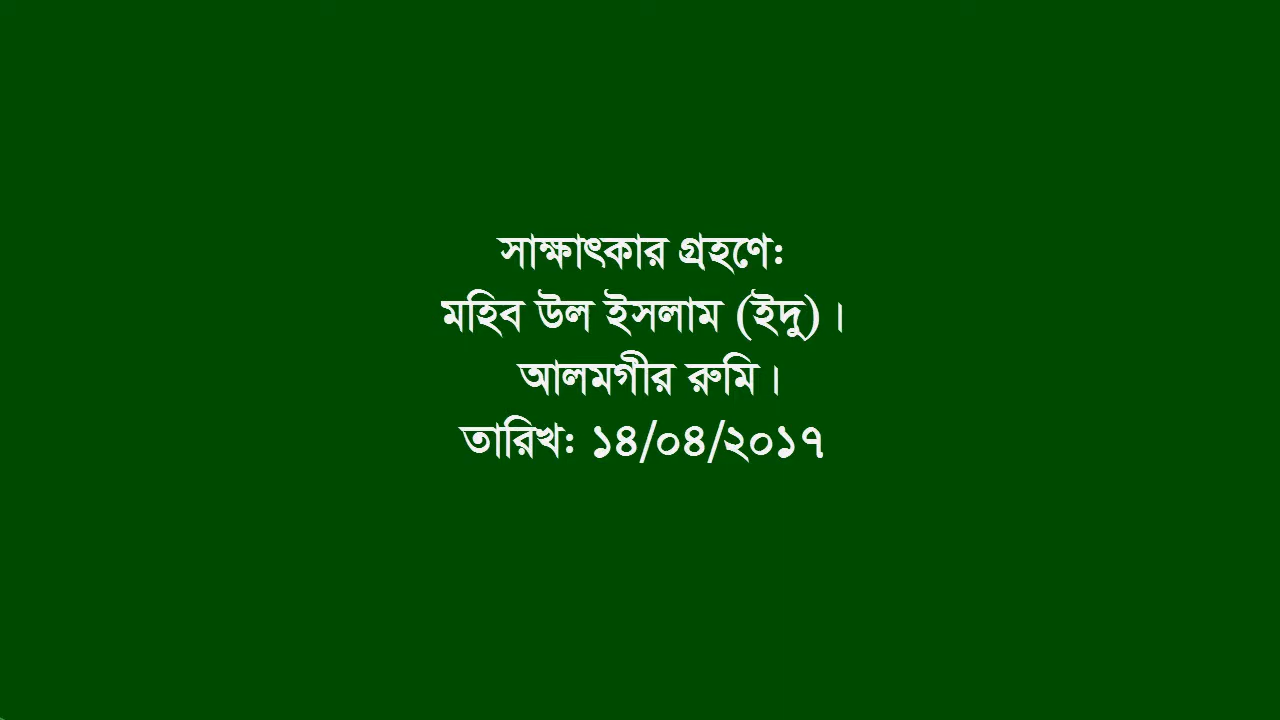 সাক্ষাৎকার গ্রহণে:
মহিব উল ইসলাম (ইদু)।
আলমগীর রুমি।
তারিখ: ১৪/০৪/২০১৭